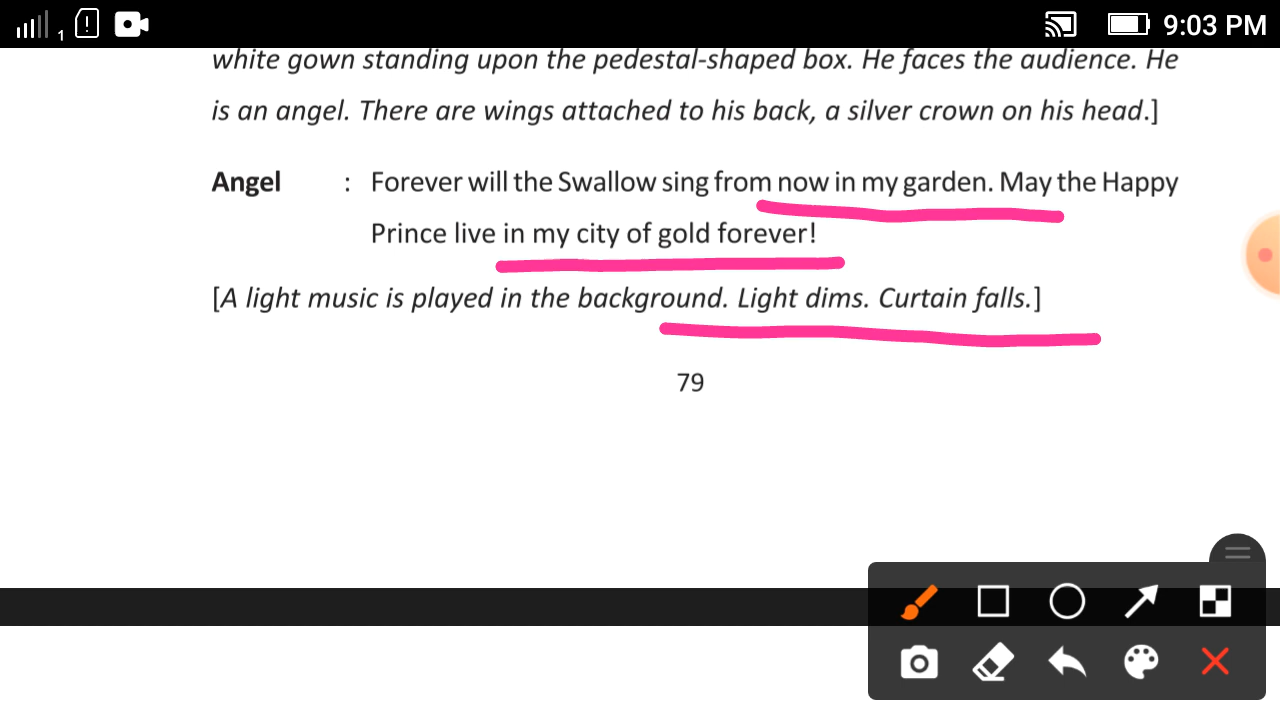 1 9:03 PM
white gown standing upon the pedestal-shaped box. He faces the audience. He
is an angel. There are wings attached to his back, a silver crown on his head.]
Angel : Forever will the Swallow sing from now in my garden. May the Happy
Prince live in my city of gold forever!
[A light music is played in the background. Light dims. Curtain falls.]
79